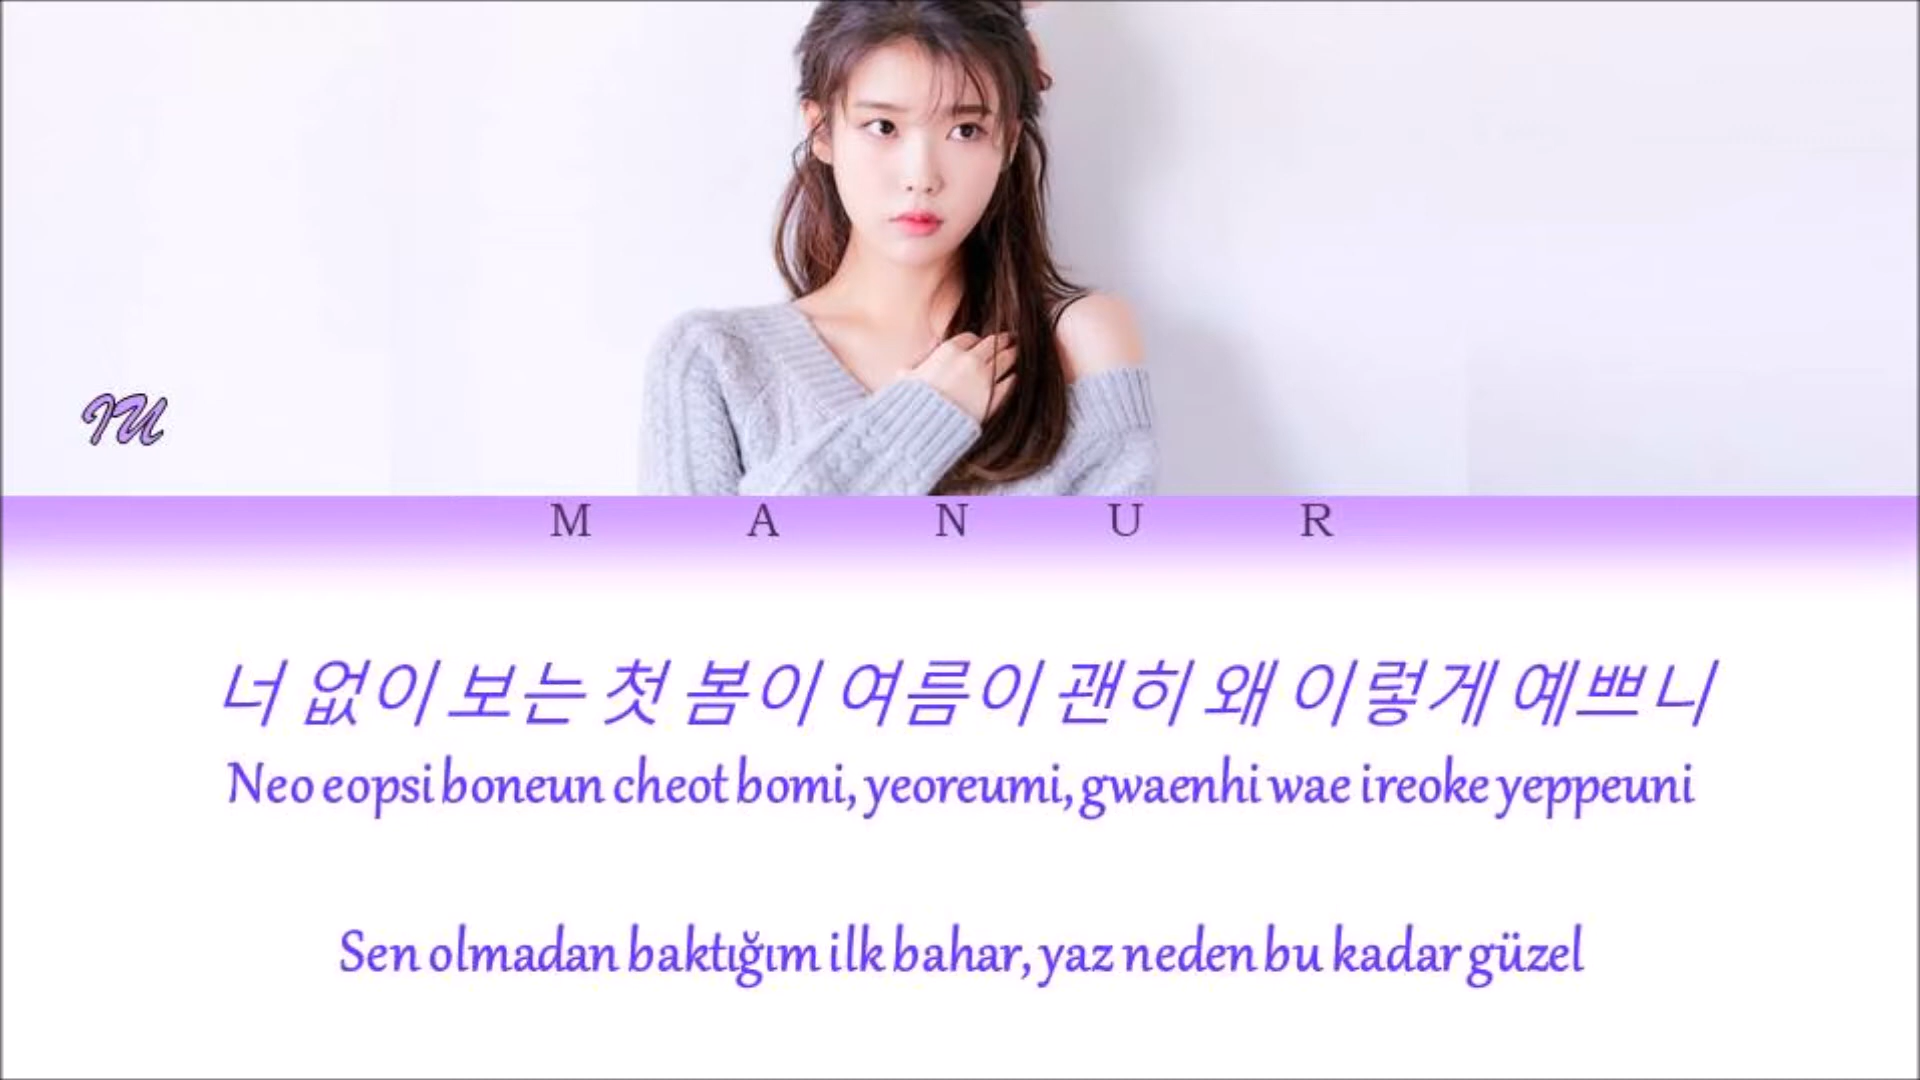 IU
M A N U R
너 없이 보는 첫 봄이 여름이 괜히 왜 이렇게 예쁘니
Neo eopsi boneun cheot bomi, yeoreumi, gwaenhi wae ireoke yeppeuni
Sen olmadan baktığım ilk bahar, yaz neden bu kadar güzel